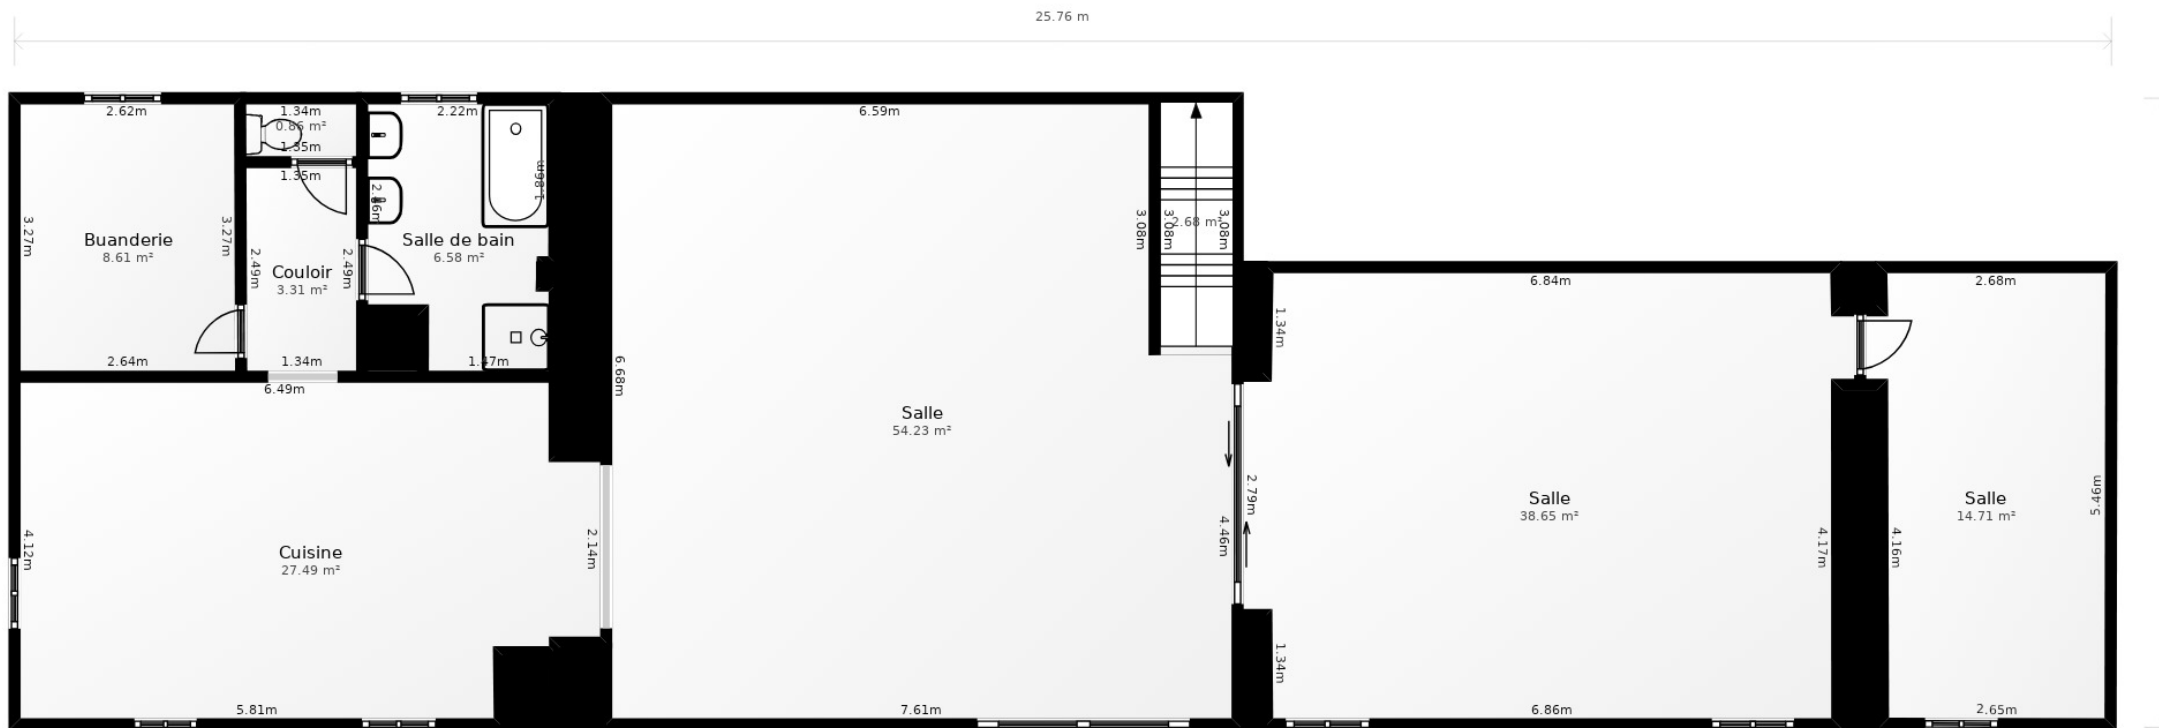 25.76 m
2.62m
1.34m
0.86 m²
1.35m
1.35m
2.22m
1.86m
6.59m
3.27m
Buanderie
8.61 m²
3.27m
2.49m
Couloir
3.31 m²
2.49m
Salle de bain
6.58 m²
3.08m
3.08m
2.68 m²
3.08m
2.64m
1.34m
1.47m
6.49m
6.68m
6.84m
2.68m
1.34m
Salle
54.23 m²
4.12m
Cuisine
27.49 m²
2.14m
4.46m
2.79m
Salle
38.65 m²
4.17m
4.16m
Salle
14.71 m²
5.46m
1.34m
5.81m
7.61m
6.86m
2.65m